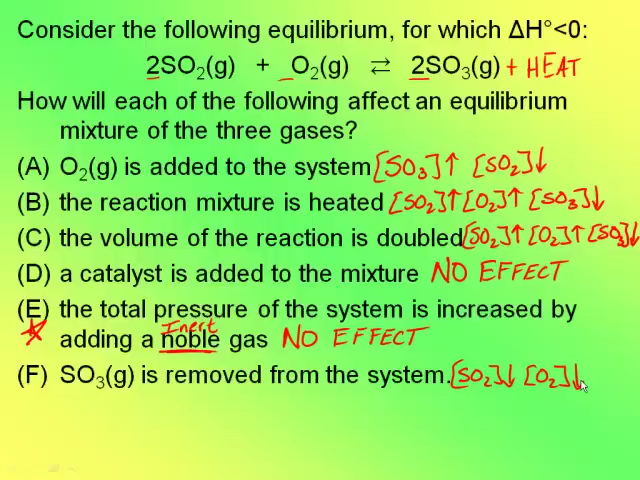 Consider the following equilibrium, for which ΔH°<0:
2SO₂(g) + _O₂(g) ⇄ 2SO₃(g) + HEAT
How will each of the following affect an equilibrium
mixture of the three gases?
(A) O₂(g) is added to the system [SO₃]↑ [SO₂]↓
(B) the reaction mixture is heated [SO₂]↑ [O₂]↑ [SO₃]↓
(C) the volume of the reaction is doubled [SO₂]↑ [O₂]↑ [SO₃]↓
(D) a catalyst is added to the mixture NO EFFECT
(E) the total pressure of the system is increased by
Inert
adding a noble gas NO EFFECT
(F) SO₃(g) is removed from the system. [SO₂]↓ [O₂]↓